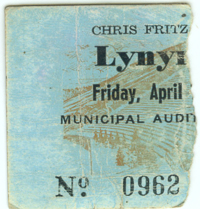 CHRIS FRITZ
Lyny
Friday, April
MUNICIPAL AUDI
Nº 0962